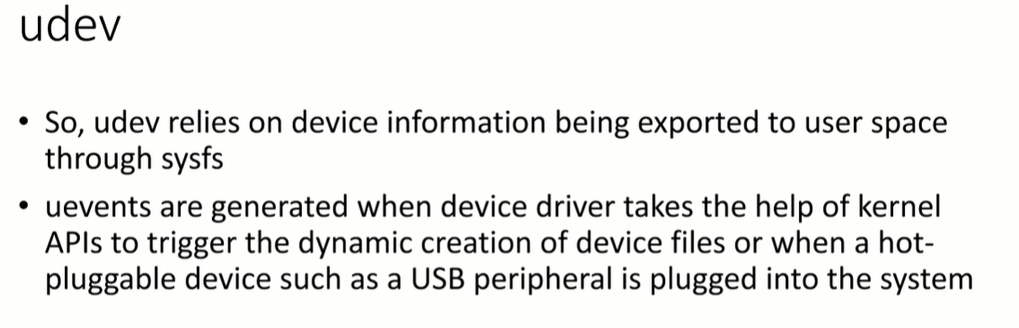 udev
• So, udev relies on device information being exported to user space
through sysfs
• uevents are generated when device driver takes the help of kernel
APIs to trigger the dynamic creation of device files or when a hot-
pluggable device such as a USB peripheral is plugged into the system